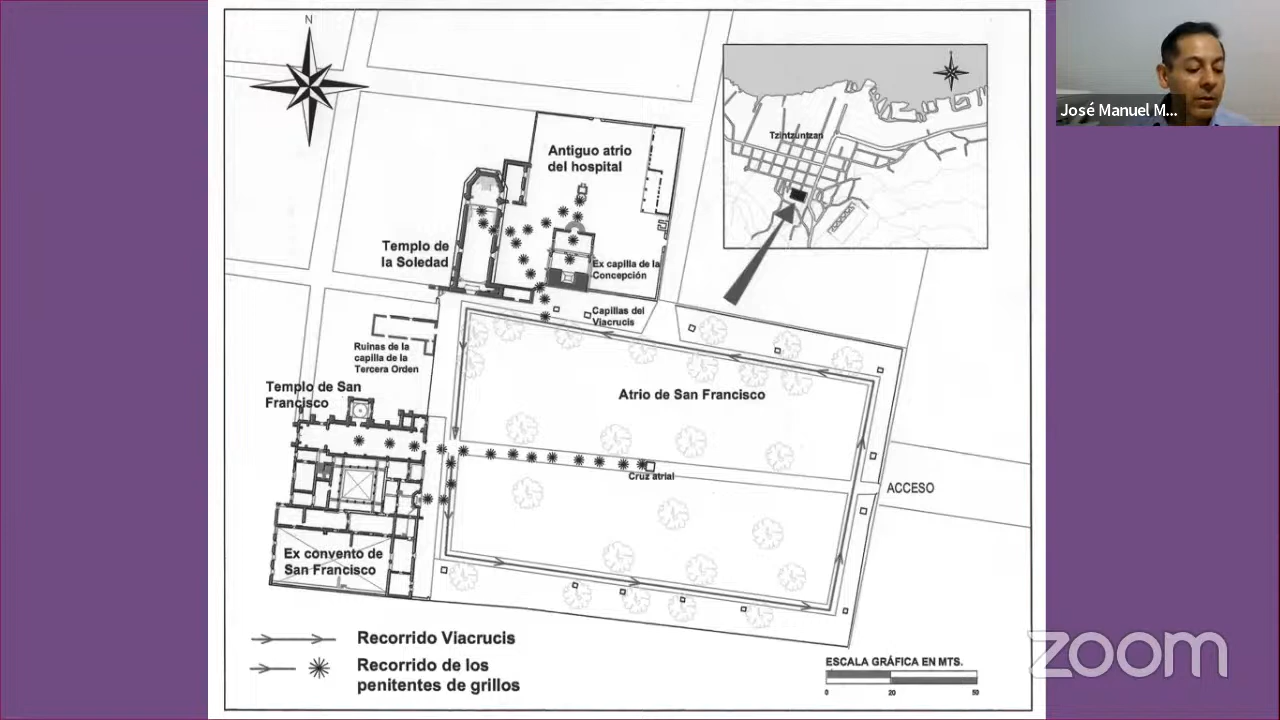 N
Tzintzuntzan
José Manuel M...
Antiguo atrio
del hospital
Templo de
la Soledad
Ex capilla de la
Concepción
Capillas del
Viacrucis
Ruinas de la
capilla de la
Tercera Orden
Templo de San
Francisco
Atrio de San Francisco
Cruz atrial
ACCESO
Ex convento de
San Francisco
Recorrido Viacrucis
Recorrido de los
penitentes de grillos
ESCALA GRÁFICA EN MTS.
0 20 50
zoom